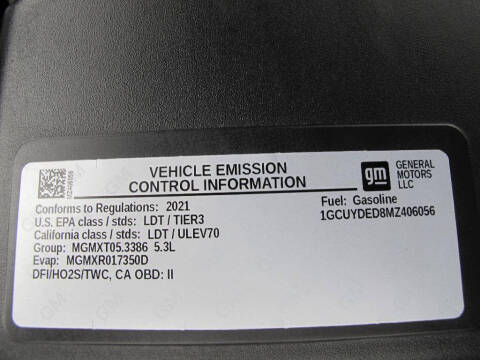 VEHICLE EMISSION
CONTROL INFORMATION
gm
GENERAL
MOTORS
LLC
Conforms to Regulations: 2021
U.S. EPA class / stds: LDT / TIER3
California class / stds: LDT / ULEV70
Group: MGMXT05.3386 5.3L
Evap: MGMXR017350D
DFI/HO2S/TWC, CA OBD: II
Fuel: Gasoline
1GCUYDED8MZ406056